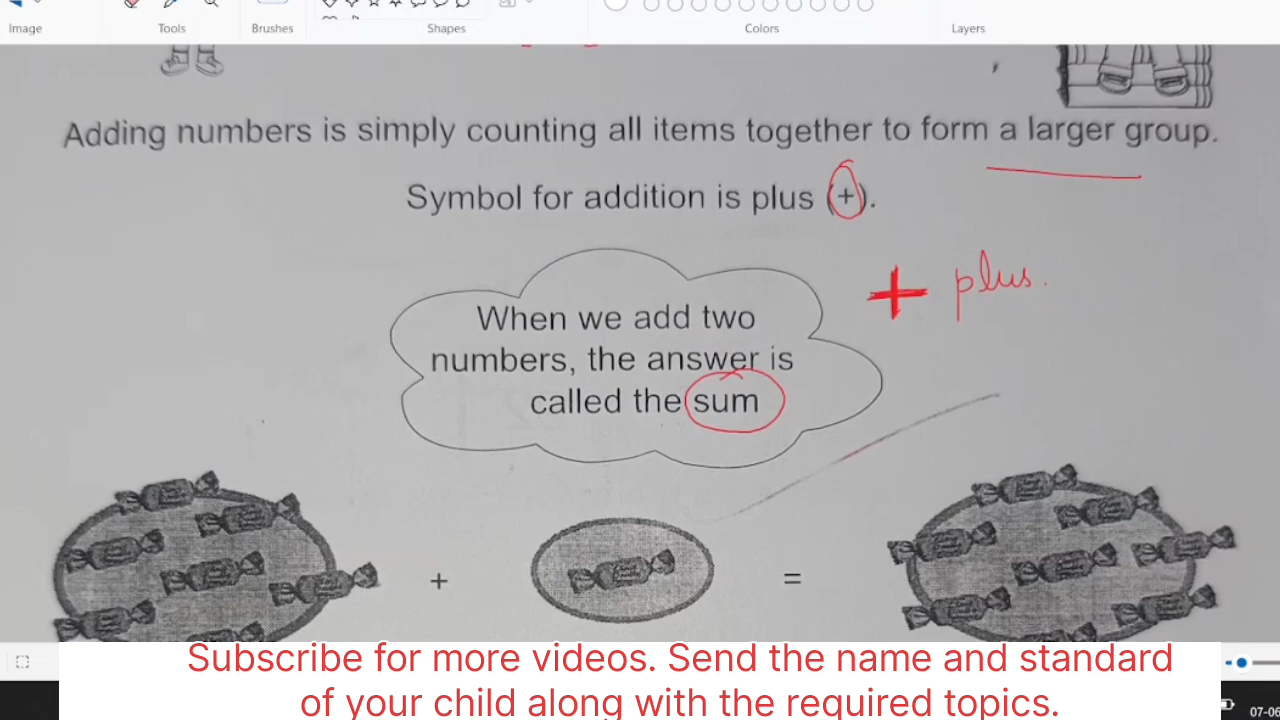 Image
Tools
Brushes
Shapes
Colors
Layers
Adding numbers is simply counting all items together to form a larger group.
Symbol for addition is plus (+).
+ plus.
When we add two
numbers, the answer is
called the sum
+
=
Subscribe for more videos. Send the name and standard
of your child along with the required topics.
07-06